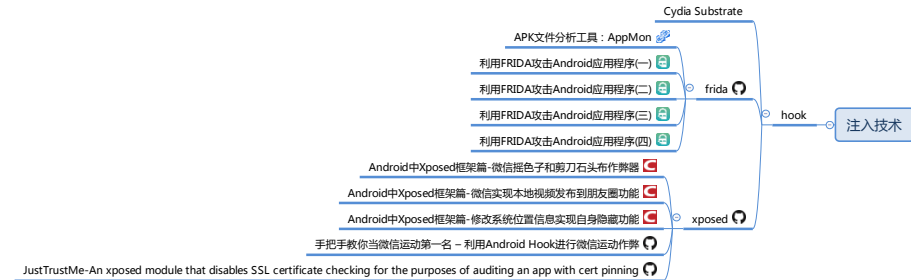 Cydia Substrate
APK文件分析工具：AppMon
利用FRIDA攻击Android应用程序(一)
利用FRIDA攻击Android应用程序(二)
frida
利用FRIDA攻击Android应用程序(三)
hook
注入技术
利用FRIDA攻击Android应用程序(四)
Android中Xposed框架篇-微信摇色子和剪刀石头布作弊器
Android中Xposed框架篇-微信实现本地视频发布到朋友圈功能
Android中Xposed框架篇-修改系统位置信息实现自身隐藏功能
xposed
手把手教你当微信运动第一名 – 利用Android Hook进行微信运动作弊
JustTrustMe-An xposed module that disables SSL certificate checking for the purposes of auditing an app with cert pinning